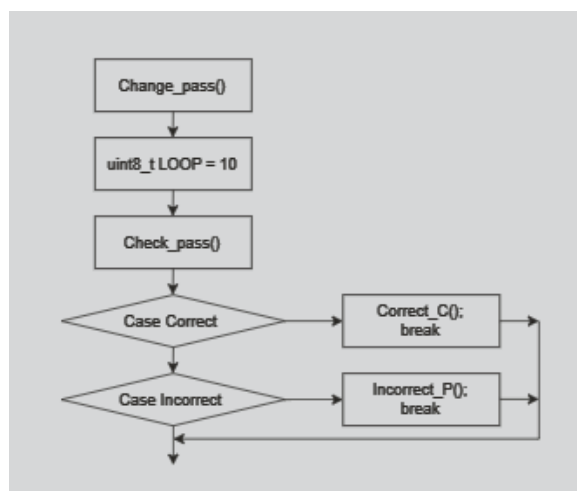 Change_pass()
uint8_t LOOP = 10
Check_pass()
Case Correct
Correct_C();
break
Case Incorrect
Incorrect_P();
break